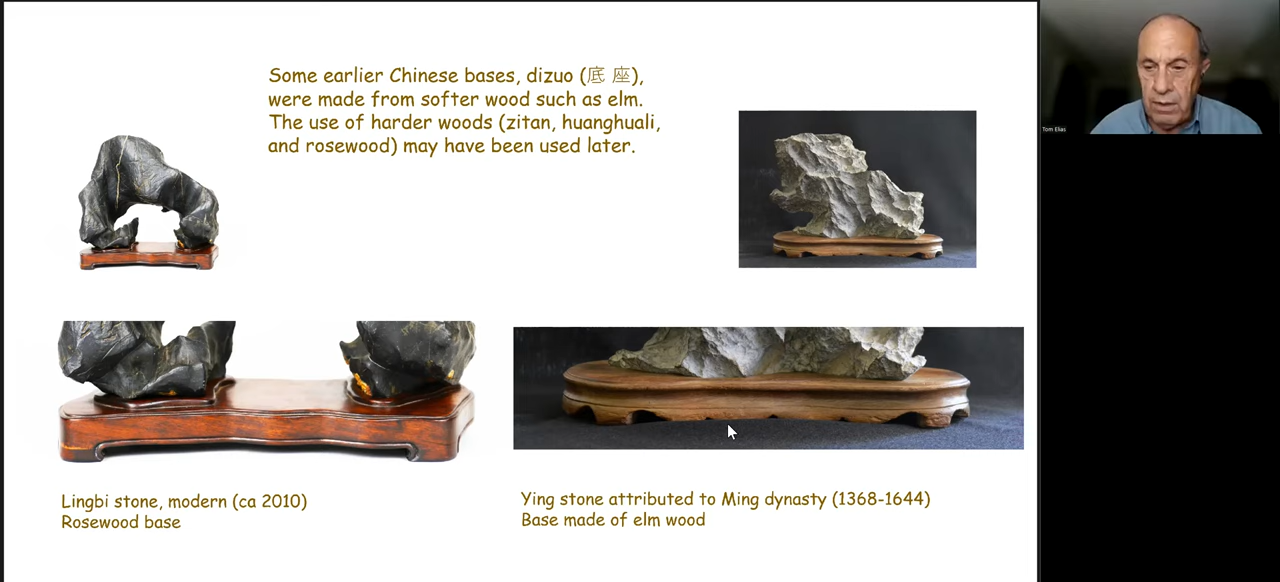 Some earlier Chinese bases, dizuo (底 座),
were made from softer wood such as elm.
The use of harder woods (zitan, huanghuali,
and rosewood) may have been used later.
Tom Elias
Lingbi stone, modern (ca 2010)
Rosewood base
Ying stone attributed to Ming dynasty (1368-1644)
Base made of elm wood